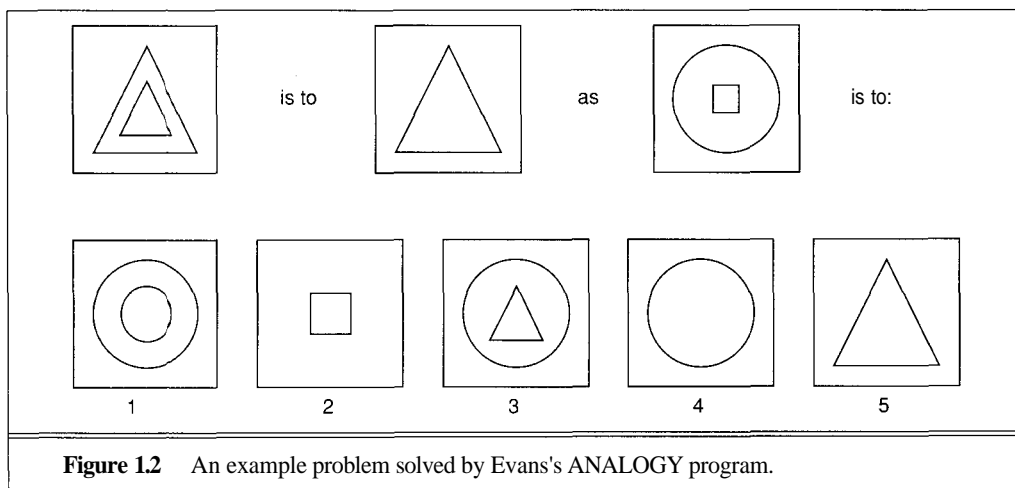 is to as is to:
1 2 3 4 5
Figure 1.2 An example problem solved by Evans's ANALOGY program.